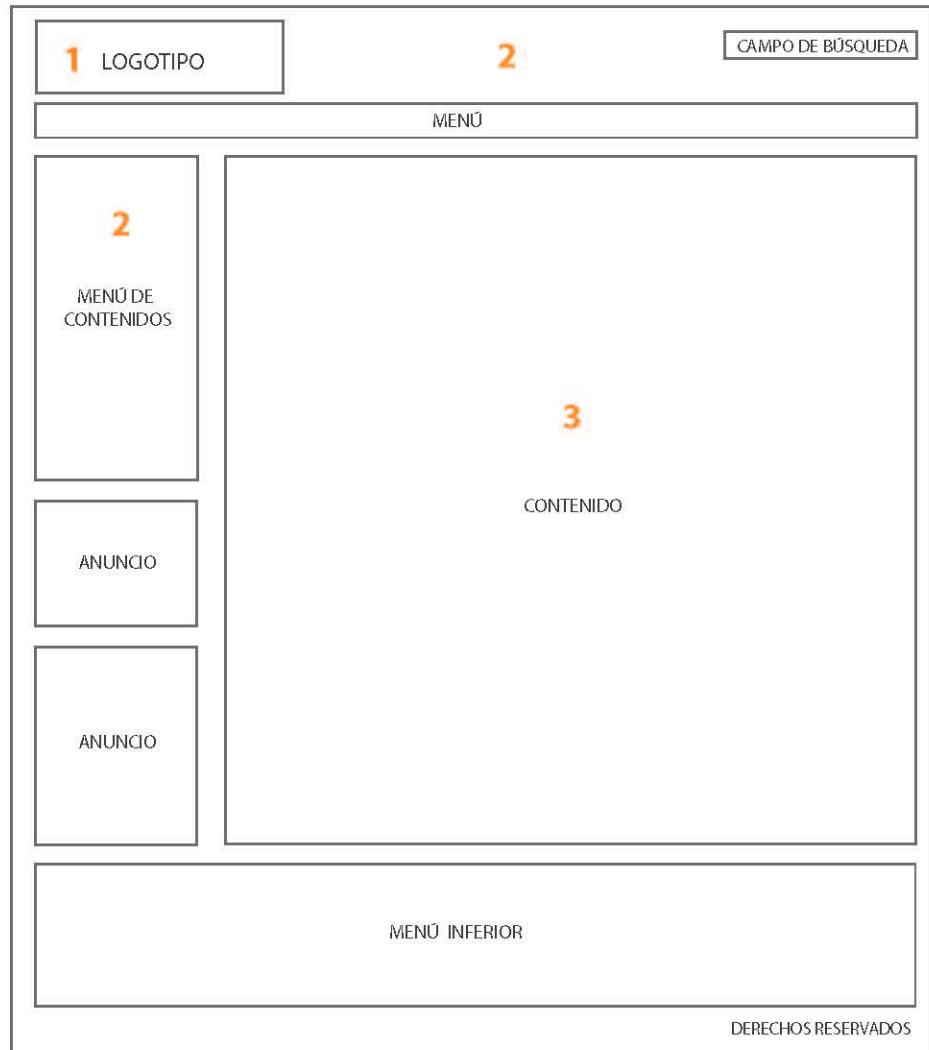 1 LOGOTIPO
2
CAMPO DE BÚSQUEDA
MENÚ
2
MENÚ DE
CONTENIDOS
3
CONTENIDO
ANUNCIO
ANUNCIO
MENÚ INFERIOR
DERECHOS RESERVADOS